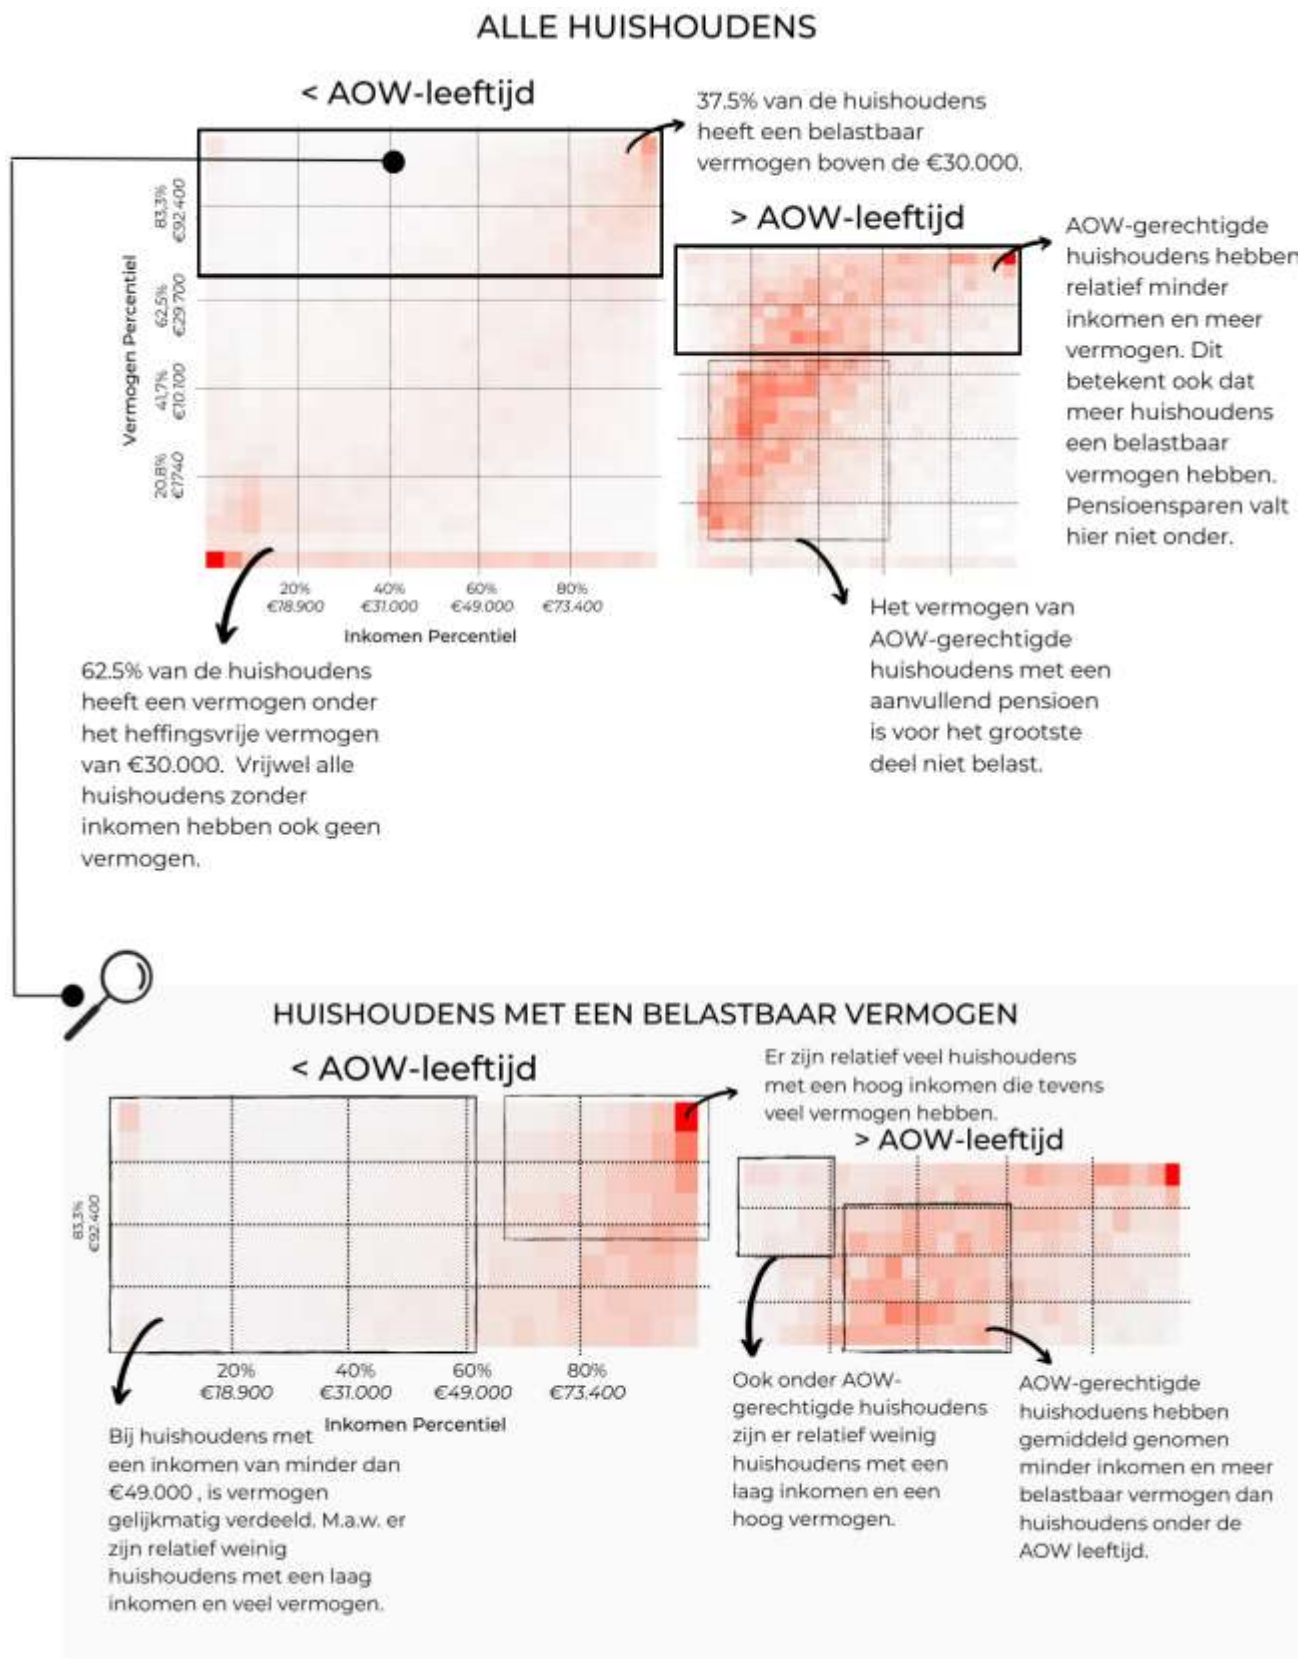 ALLE HUISHOUDENS
< AOW-leeftijd
37.5% van de huishoudens
heeft een belastbaar
vermogen boven de €30.000.
> AOW-leeftijd
AOW-gerechtigde
huishoudens hebben
relatief minder
inkomen en meer
vermogen. Dit
betekent ook dat
meer huishoudens
een belastbaar
vermogen hebben.
Pensioensparen valt
hier niet onder.
Vermogen Percentiel
83,3%
€92.400
62.5%
€29.700
41,7%
€10.100
20,8%
€1740
20%
€18.900
40%
€31.000
60%
€49.000
80%
€73.400
Inkomen Percentiel
Het vermogen van
AOW-gerechtigde
huishoudens met een
aanvullend pensioen
is voor het grootste
deel niet belast.
62.5% van de huishoudens
heeft een vermogen onder
het heffingsvrije vermogen
van €30.000. Vrijwel alle
huishoudens zonder
inkomen hebben ook geen
vermogen.
HUISHOUDENS MET EEN BELASTBAAR VERMOGEN
< AOW-leeftijd
Er zijn relatief veel huishoudens
met een hoog inkomen die tevens
veel vermogen hebben.
> AOW-leeftijd
83,3%
€92.400
20%
€18.900
40%
€31.000
60%
€49.000
80%
€73.400
Inkomen Percentiel
Bij huishoudens met
een inkomen van minder dan
€49.000 , is vermogen
gelijkmatig verdeeld. M.a.w. er
zijn relatief weinig
huishoudens met een laag
inkomen en veel vermogen.
Ook onder AOW-
gerechtigde huishoudens
zijn er relatief weinig
huishoudens met een
laag inkomen en een
hoog vermogen.
AOW-gerechtigde
huishoduens hebben
gemiddeld genomen
minder inkomen en meer
belastbaar vermogen dan
huishoudens onder de
AOW leeftijd.